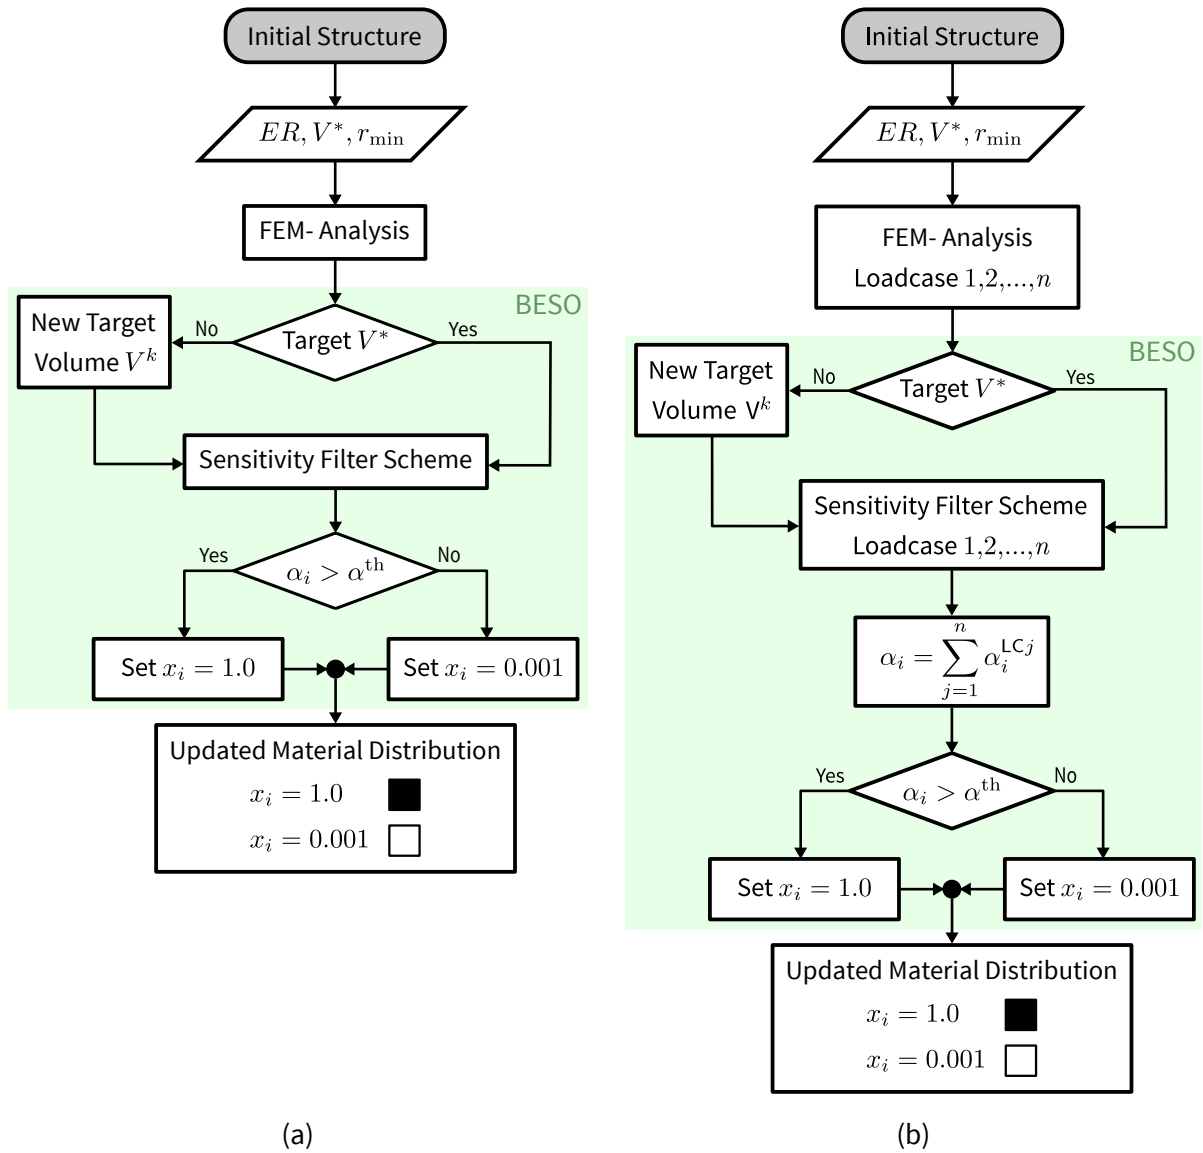 Initial Structure
ER, V*, r_min
FEM- Analysis
BESO
Target V*
No
Yes
New Target
Volume V^k
Sensitivity Filter Scheme
α_i > α^th
Yes
No
Set x_i = 1.0
Set x_i = 0.001
Updated Material Distribution
x_i = 1.0
x_i = 0.001
(a)
Initial Structure
ER, V*, r_min
FEM- Analysis
Loadcase 1,2,...,n
BESO
Target V*
No
Yes
New Target
Volume V^k
Sensitivity Filter Scheme
Loadcase 1,2,...,n
α_i = ∑_{j=1}^{n} α_i^{LCj}
α_i > α^th
Yes
No
Set x_i = 1.0
Set x_i = 0.001
Updated Material Distribution
x_i = 1.0
x_i = 0.001
(b)